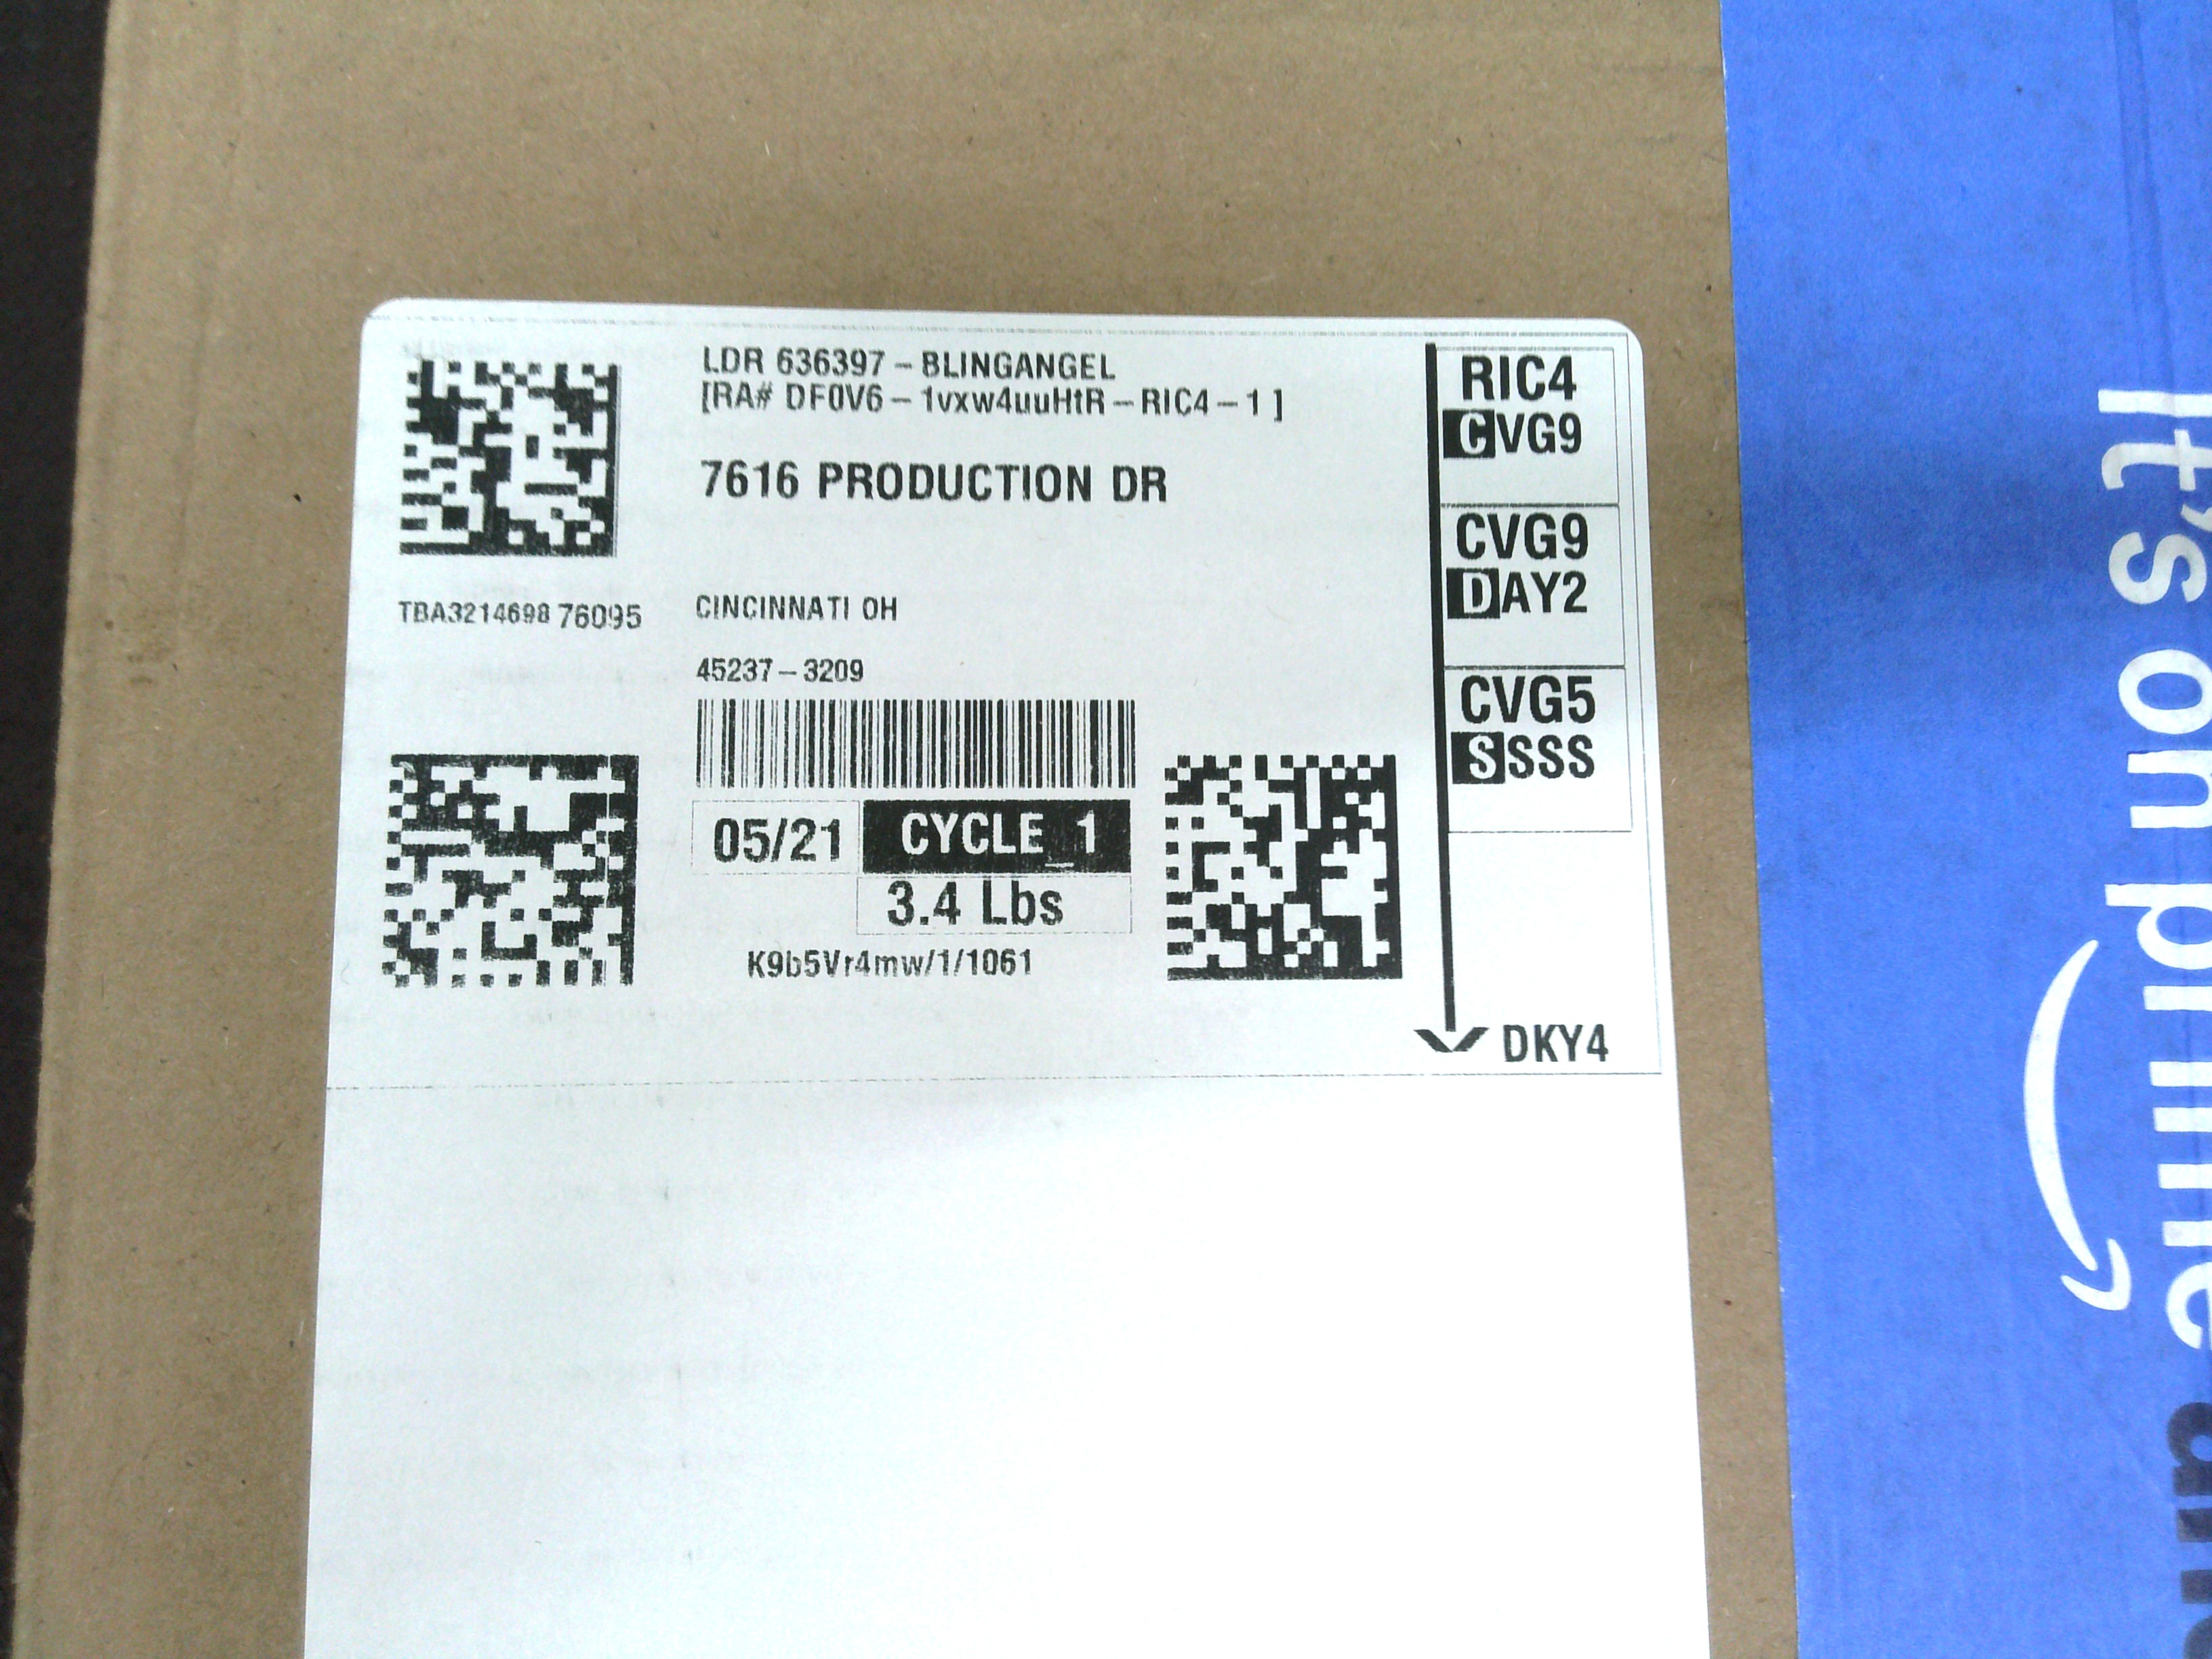 LDR 636397 - BLINGANGEL
[RA# DF0V6 - 1vxw4uuHtR - RIC4 - 1 ]
7616 PRODUCTION DR
TBA3214698 76095
CINCINNATI OH
45237-3209
05/21
CYCLE_1
3.4 Lbs
K9b5Vr4mw/1/1061
RIC4
CVG9
CVG9
DAY2
CVG5
SSSS
DKY4
It's on prime